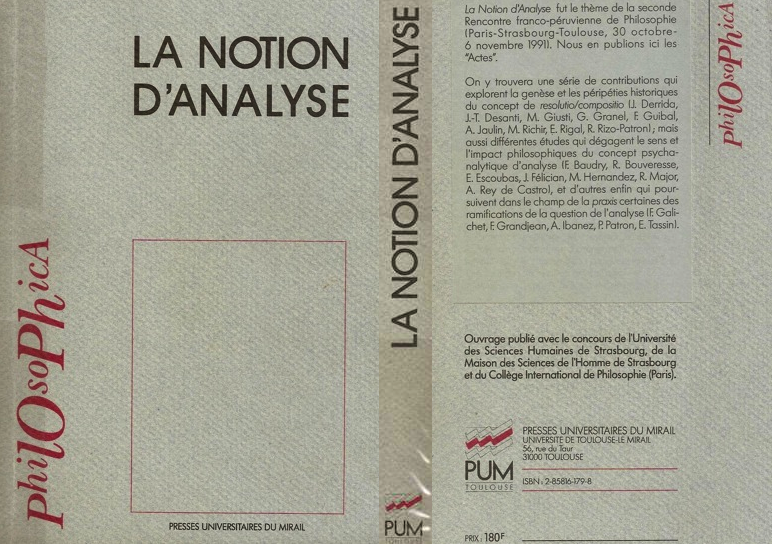 LA NOTION
D'ANALYSE
philOsoPhicA
PRESSES UNIVERSITAIRES DU MIRAIL
LA NOTION D'ANALYSE
PUM
TOULOUSE
La Notion d'Analyse fut le thème de la seconde
Rencontre franco-péruvienne de Philosophie
(Paris-Strasbourg-Toulouse, 30 octobre-
6 novembre 1991). Nous en publions ici les
"Actes".
On y trouvera une série de contributions qui
explorent la genèse et les péripéties historiques
du concept de resolutio/compositio (J. Derrida,
J.-T. Desanti, M. Giusti, G. Granel, F. Guibal,
A. Jaulin, M. Richir, E. Rigal, R. Rizo-Patron) ; mais
aussi différentes études qui dégagent le sens et
l'impact philosophiques du concept psycha-
nalytique d'analyse (F. Baudry, R. Bouveresse,
E. Escoubas, J. Félician, M. Hernandez, R. Major,
A. Rey de Castro), et d'autres enfin qui pour-
suivent dans le champ de la praxis certaines des
ramifications de la question de l'analyse (F. Gali-
chet, F. Grandjean, A. Ibanez, P. Patron, E. Tassin).
philOsoPhicA
Ouvrage publié avec le concours de l'Université
des Sciences Humaines de Strasbourg, de la
Maison des Sciences de l'Homme de Strasbourg
et du Collège International de Philosophie (Paris).
PUM
TOULOUSE
PRESSES UNIVERSITAIRES DU MIRAIL
UNIVERSITÉ DE TOULOUSE-LE MIRAIL
56, rue du Taur
31000 TOULOUSE
ISBN : 2-85816-179-8
PRIX : 180 F